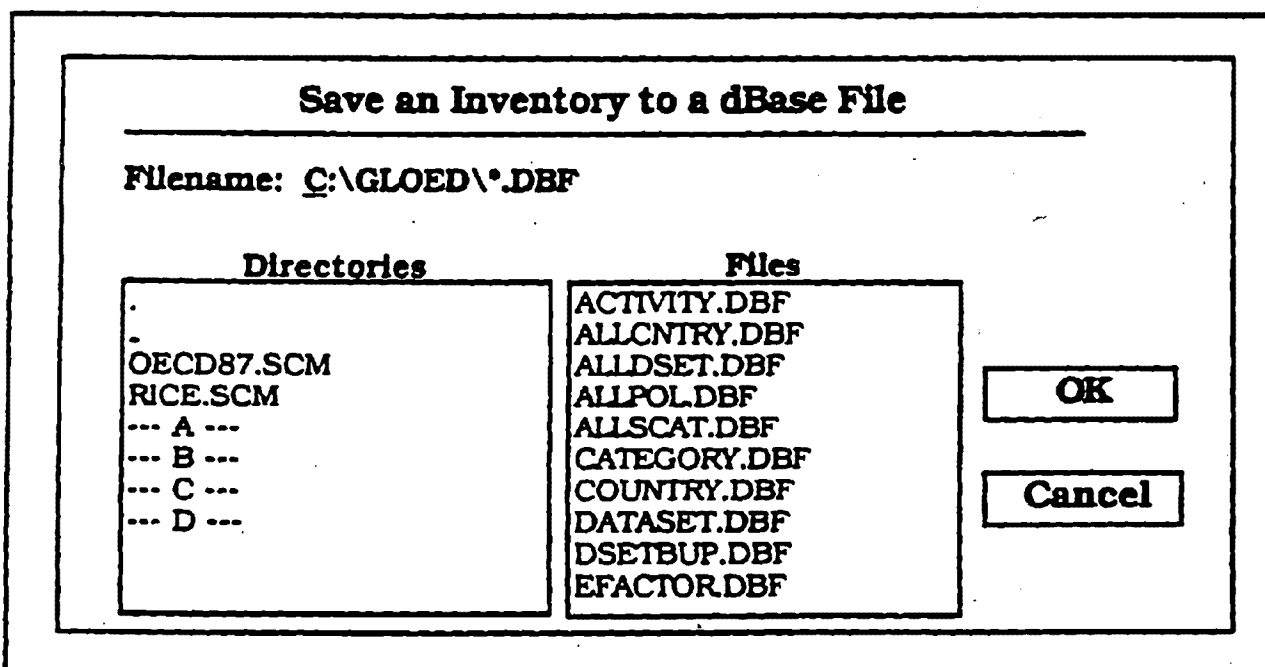 Save an Inventory to a dBase File
Filename: C:\GLOED\*.DBF
Directories
.
..
OECD87.SCM
RICE.SCM
--- A ---
--- B ---
--- C ---
--- D ---
Files
ACTIVITY.DBF
ALLCNTRY.DBF
ALLDSET.DBF
ALLPOL.DBF
ALLSCAT.DBF
CATEGORY.DBF
COUNTRY.DBF
DATASET.DBF
DSETBUP.DBF
EFACTOR.DBF
OK
Cancel